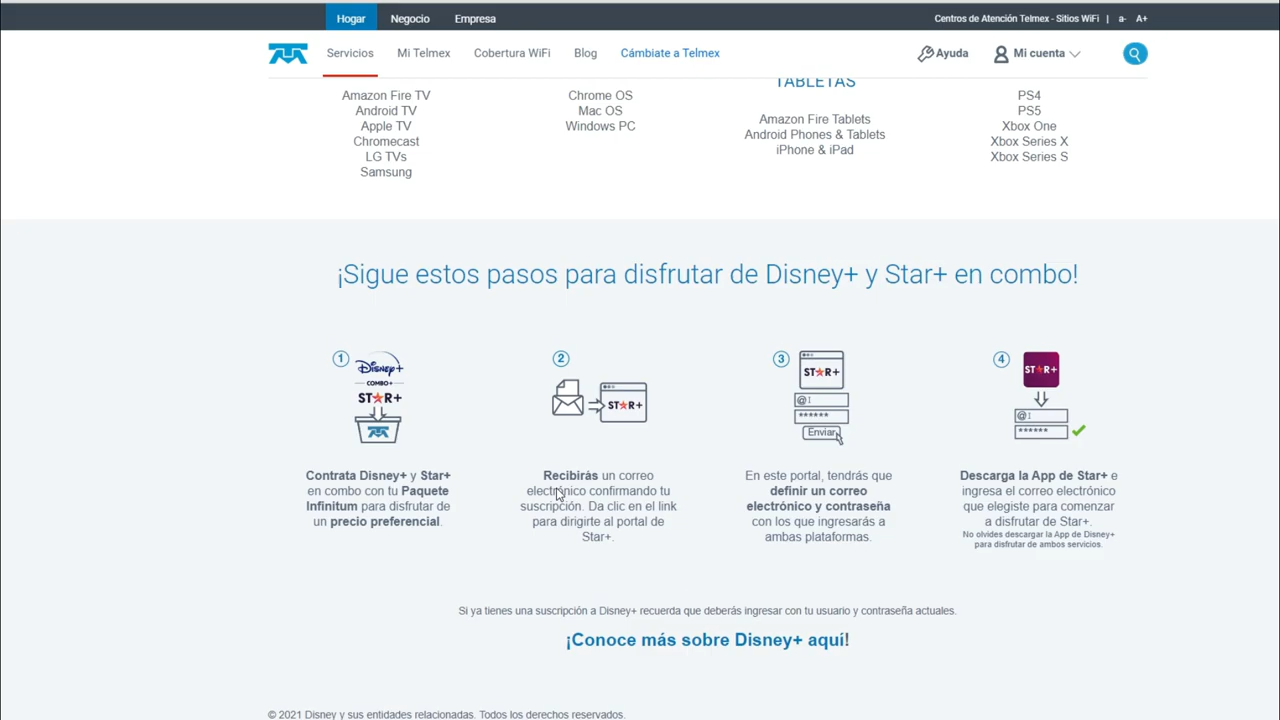 Hogar Negocio Empresa Centros de Atención Telmex - Sitios WiFi | a- A+
Servicios Mi Telmex Cobertura WiFi Blog Cámbiate a Telmex Ayuda Mi cuenta
TABLETAS
Amazon Fire TV
Android TV
Apple TV
Chromecast
LG TVs
Samsung
Chrome OS
Mac OS
Windows PC
Amazon Fire Tablets
Android Phones & Tablets
iPhone & iPad
PS4
PS5
Xbox One
Xbox Series X
Xbox Series S
¡Sigue estos pasos para disfrutar de Disney+ y Star+ en combo!
1
Disney+
COMBO+
STAR+
Contrata Disney+ y Star+
en combo con tu Paquete
Infinitum para disfrutar de
un precio preferencial.
2
STAR+
Recibirás un correo
electrónico confirmando tu
suscripción. Da clic en el link
para dirigirte al portal de
Star+.
3
STAR+
@
******
Enviar
En este portal, tendrás que
definir un correo
electrónico y contraseña
con los que ingresarás a
ambas plataformas.
4
STAR+
@
******
Descarga la App de Star+ e
ingresa el correo electrónico
que elegiste para comenzar
a disfrutar de Star+.
No olvides descargar la App de Disney+
para disfrutar de ambos servicios.
Si ya tienes una suscripción a Disney+ recuerda que deberás ingresar con tu usuario y contraseña actuales.
¡Conoce más sobre Disney+ aquí!
© 2021 Disney y sus entidades relacionadas. Todos los derechos reservados.